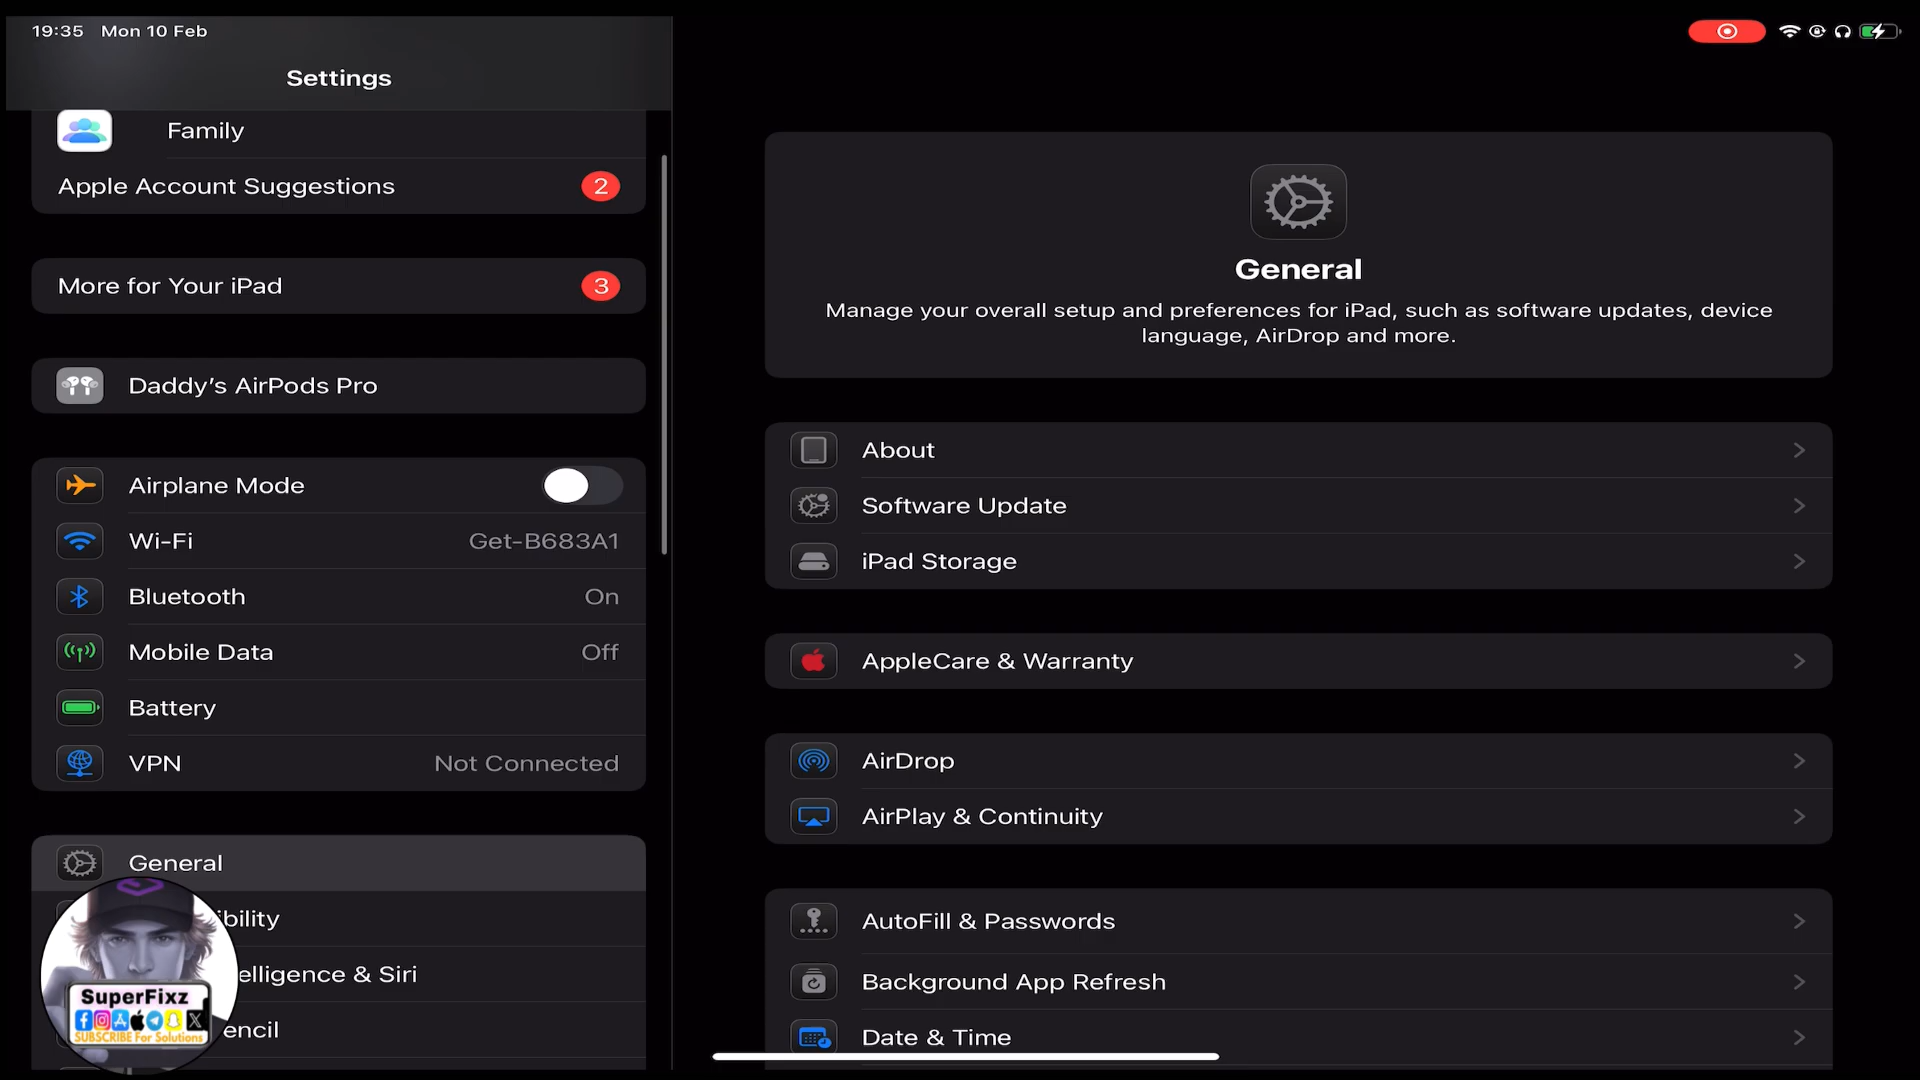 19:35 Mon 10 Feb
Settings
Family
Apple Account Suggestions 2
More for Your iPad 3
Daddy’s AirPods Pro
Airplane Mode
Wi-Fi Get-B683A1
Bluetooth On
Mobile Data Off
Battery
VPN Not Connected
General
ibility
elligence & Siri
encil
SuperFixz
SUBSCRIBE For Solutions
General
Manage your overall setup and preferences for iPad, such as software updates, device
language, AirDrop and more.
About
Software Update
iPad Storage
AppleCare & Warranty
AirDrop
AirPlay & Continuity
AutoFill & Passwords
Background App Refresh
Date & Time